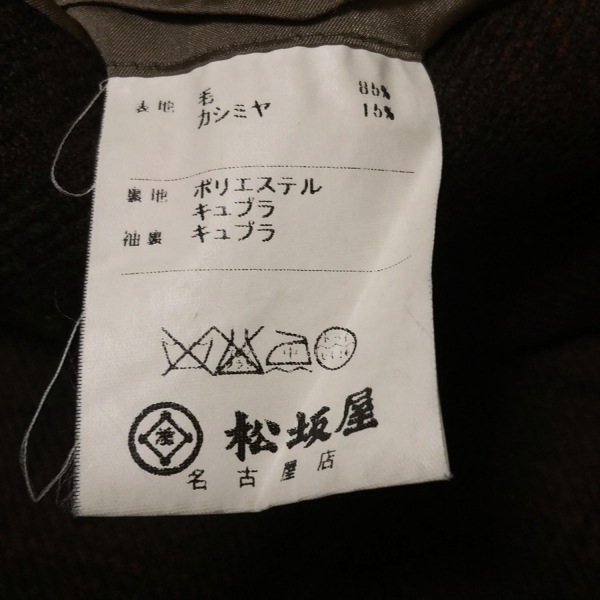 表地 毛 85%
カシミヤ 15%
裏地 ポリエステル
キュプラ
袖裏 キュプラ
中
松坂屋
名古屋店